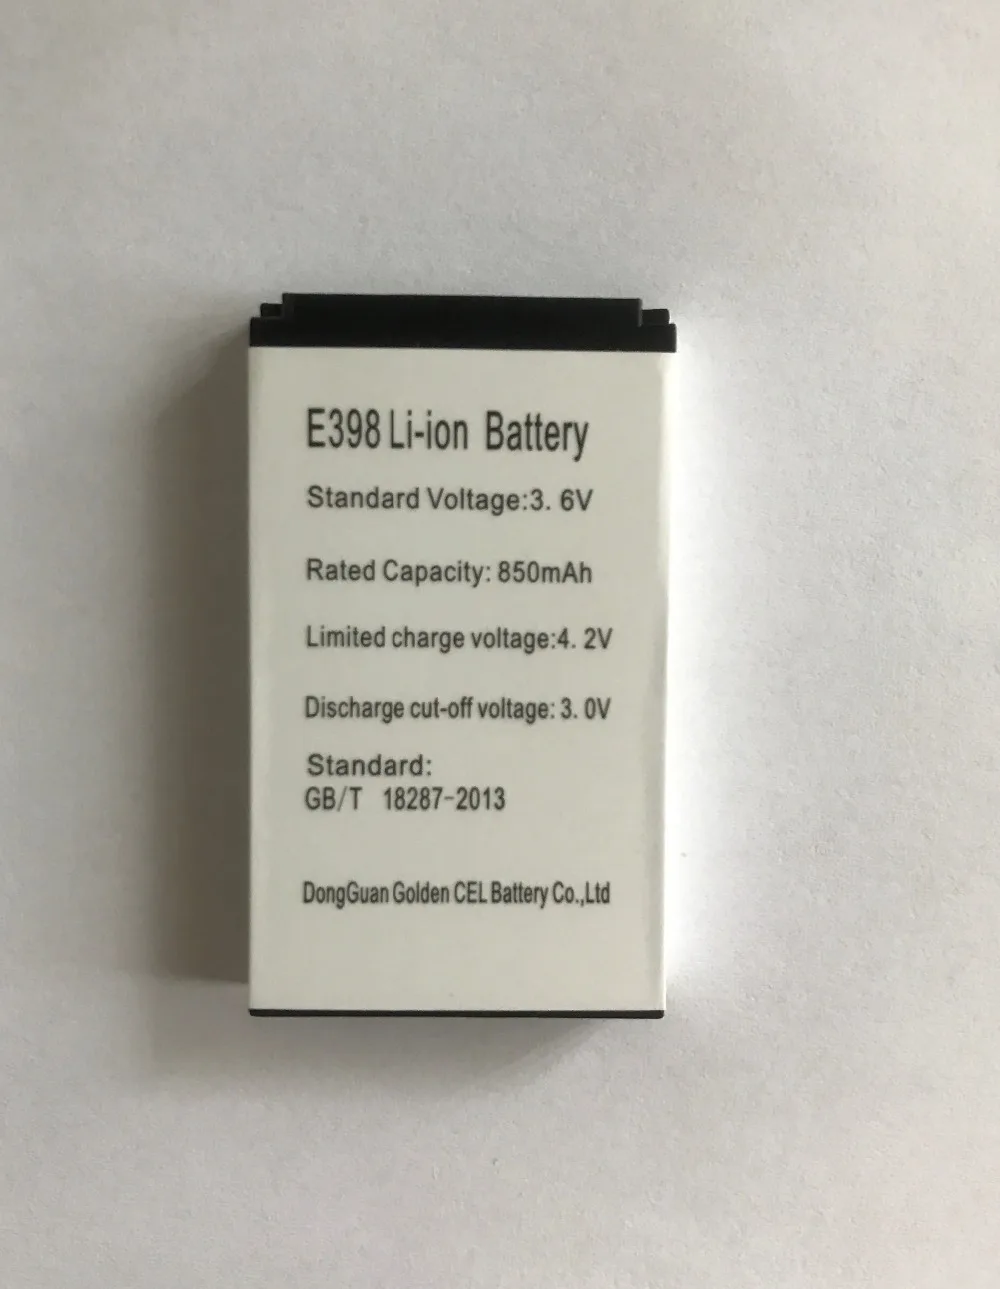 E398 Li-ion Battery
Standard Voltage:3. 6V
Rated Capacity: 850mAh
Limited charge voltage:4. 2V
Discharge cut-off voltage: 3. 0V
Standard:
GB/T 18287-2013
DongGuan Golden CEL Battery Co.,Ltd